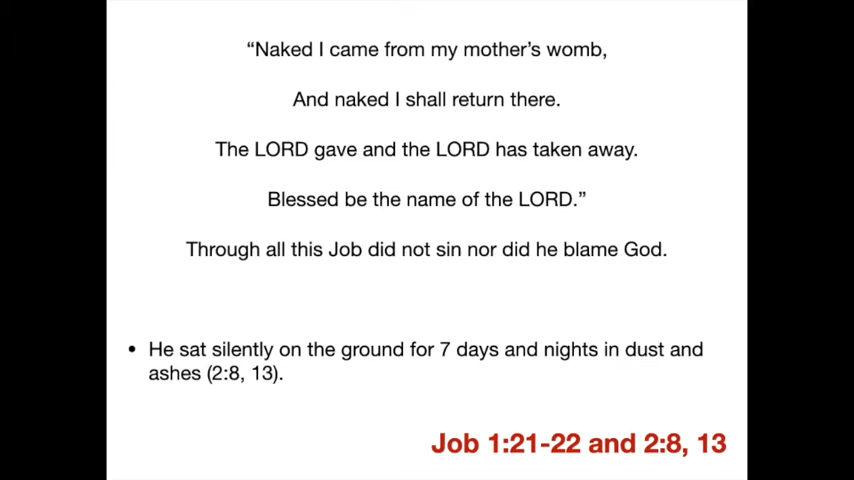 “Naked I came from my mother’s womb,
And naked I shall return there.
The LORD gave and the LORD has taken away.
Blessed be the name of the LORD.”
Through all this Job did not sin nor did he blame God.
• He sat silently on the ground for 7 days and nights in dust and
ashes (2:8, 13).
Job 1:21-22 and 2:8, 13